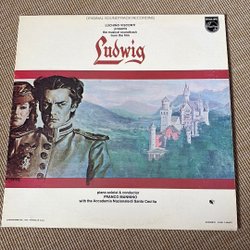 ORIGINAL SOUNDTRACK RECORDING
PHILIPS
LUCHINO VISCONTI
presents
the musical soundtrack
from the film
Ludwig
piano soloist & conductor
FRANCO MANNINO
with the Accademia Nazionale di Santa Cecilia